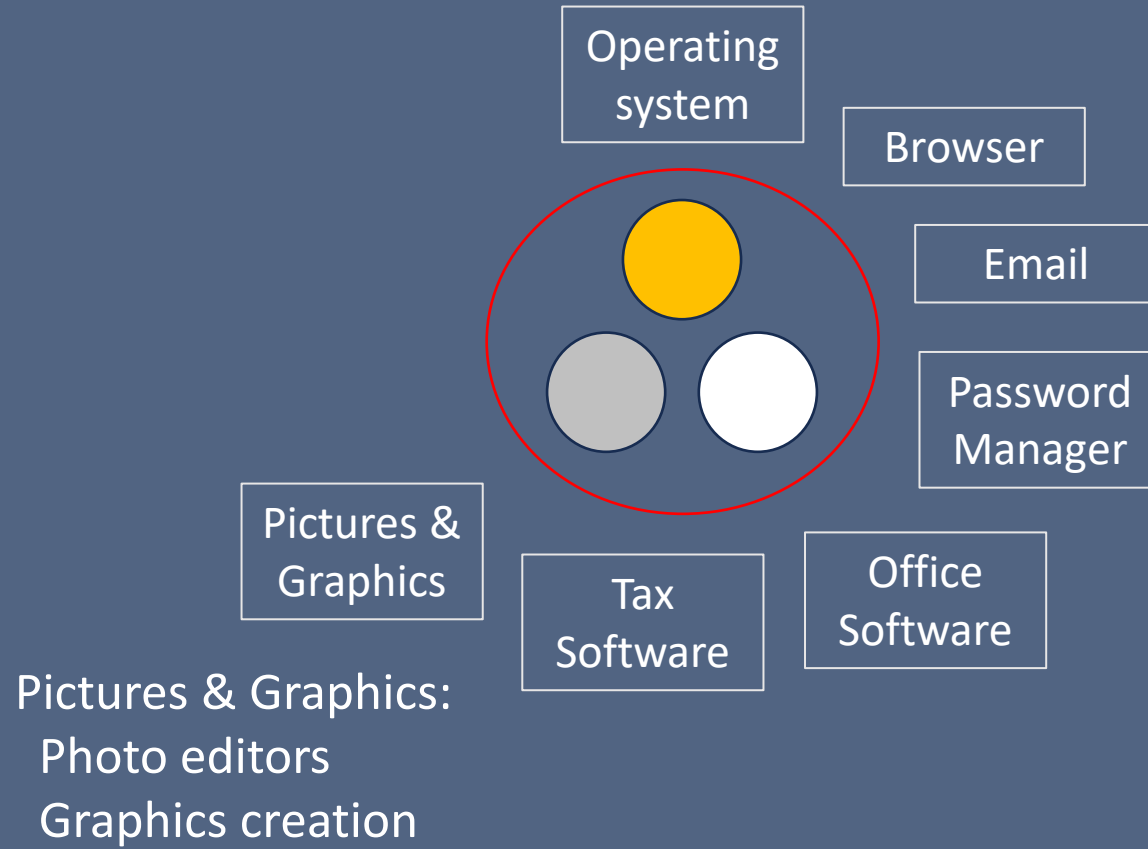 Operating
system
Browser
Email
Password
Manager
Office
Software
Tax
Software
Pictures &
Graphics
Pictures & Graphics:
Photo editors
Graphics creation